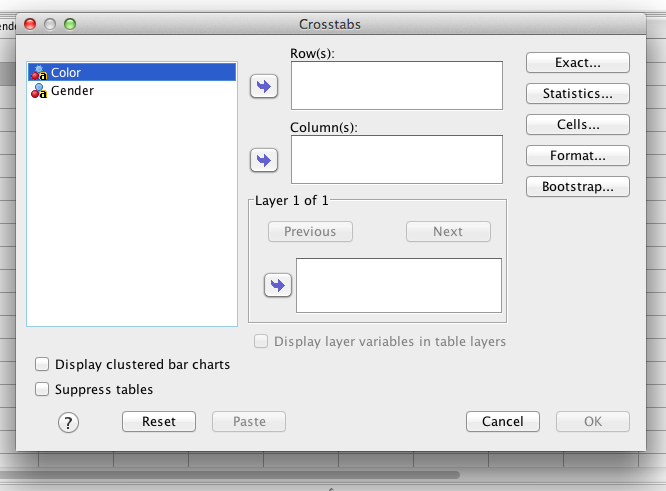 Crosstabs
Color
Gender
Row(s):
Column(s):
Layer 1 of 1
Previous
Next
Display layer variables in table layers
Exact...
Statistics...
Cells...
Format...
Bootstrap...
Display clustered bar charts
Suppress tables
?
Reset
Paste
Cancel
OK